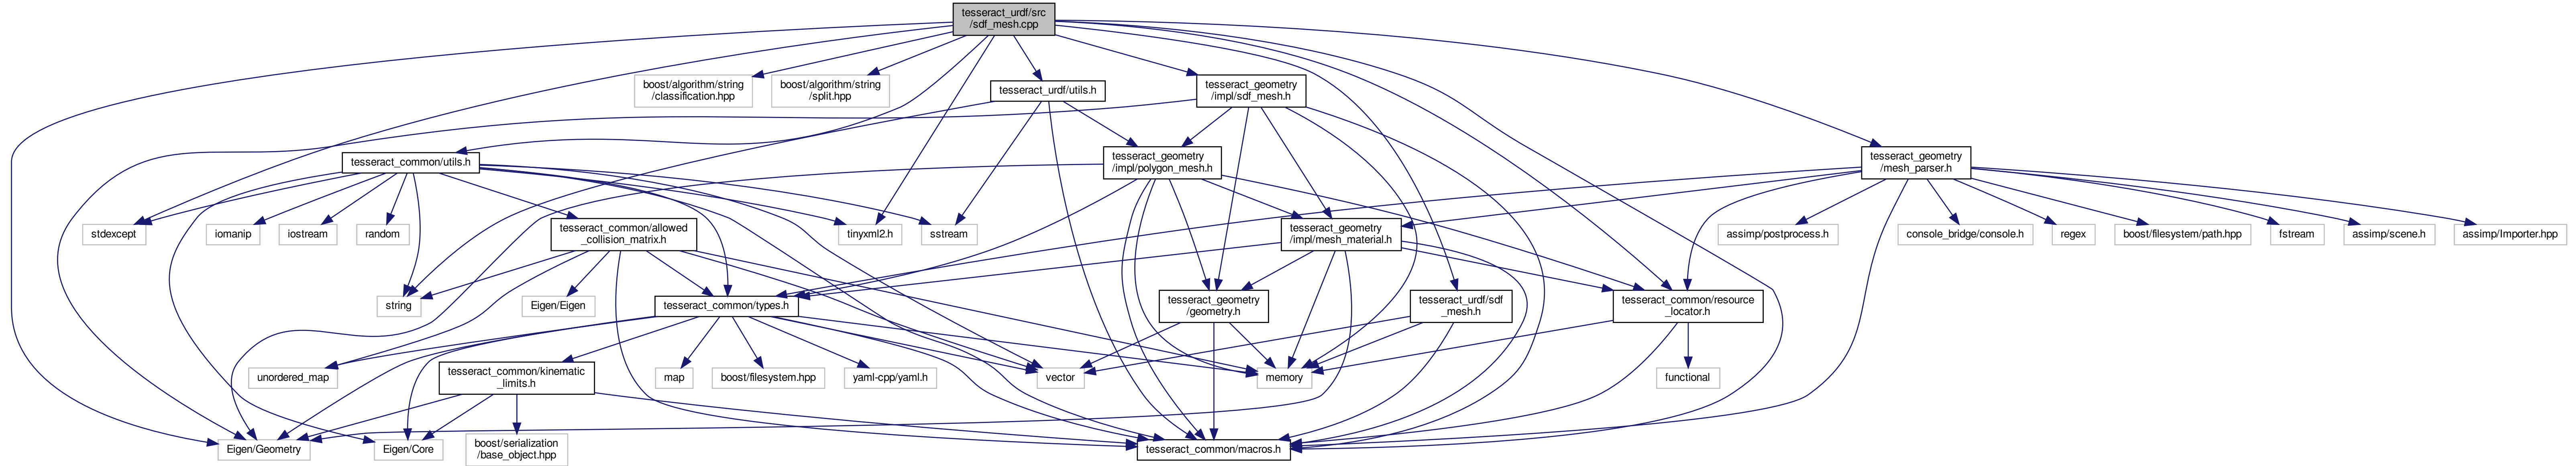 tesseract_urdf/src
/sdf_mesh.cpp
boost/algorithm/string
/classification.hpp
boost/algorithm/string
/split.hpp
tesseract_urdf/utils.h
tesseract_geometry
/impl/sdf_mesh.h
tesseract_common/utils.h
tesseract_geometry
/impl/polygon_mesh.h
tesseract_geometry
/mesh_parser.h
stdexcept
iomanip
iostream
random
tesseract_common/allowed
_collision_matrix.h
tinyxml2.h
sstream
tesseract_geometry
/impl/mesh_material.h
assimp/postprocess.h
console_bridge/console.h
regex
boost/filesystem/path.hpp
fstream
assimp/scene.h
assimp/Importer.hpp
string
Eigen/Eigen
tesseract_common/types.h
tesseract_geometry
/geometry.h
tesseract_urdf/sdf
_mesh.h
tesseract_common/resource
_locator.h
unordered_map
tesseract_common/kinematic
_limits.h
map
boost/filesystem.hpp
yaml-cpp/yaml.h
vector
memory
functional
Eigen/Geometry
Eigen/Core
boost/serialization
/base_object.hpp
tesseract_common/macros.h